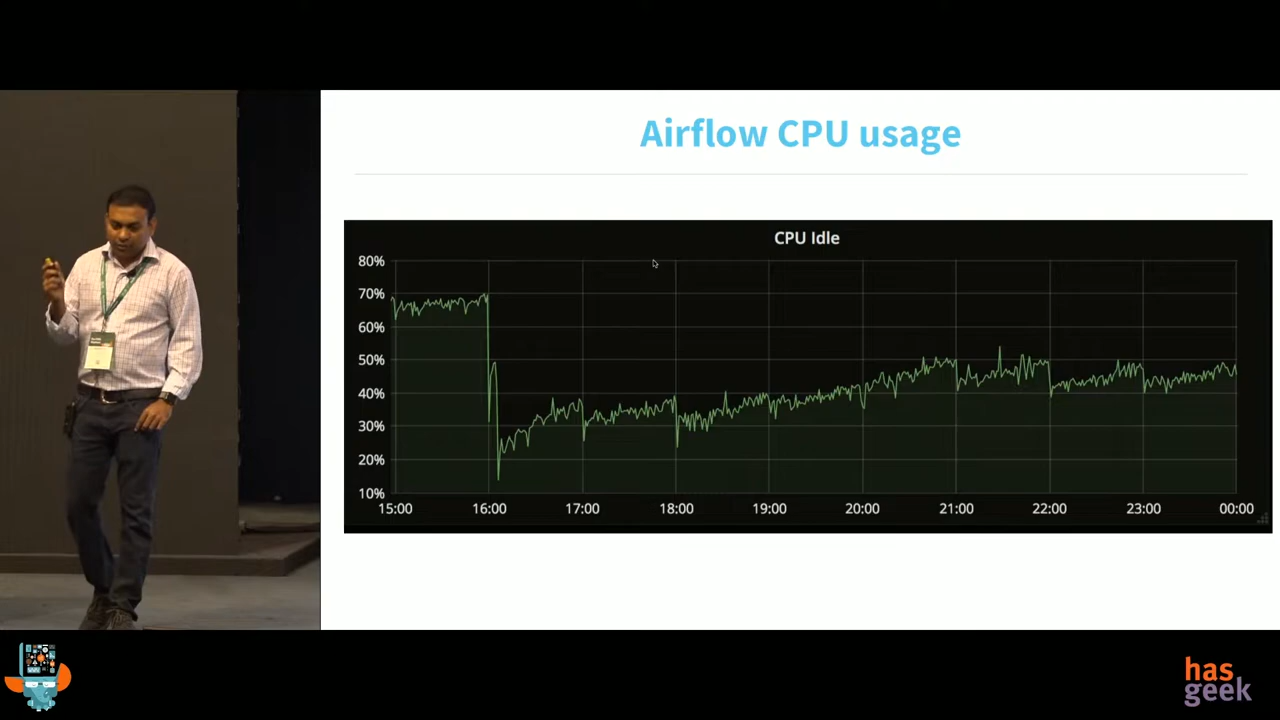 Airflow CPU usage
CPU Idle
80%
70%
60%
50%
40%
30%
20%
10%
15:00 16:00 17:00 18:00 19:00 20:00 21:00 22:00 23:00 00:00
has
geek